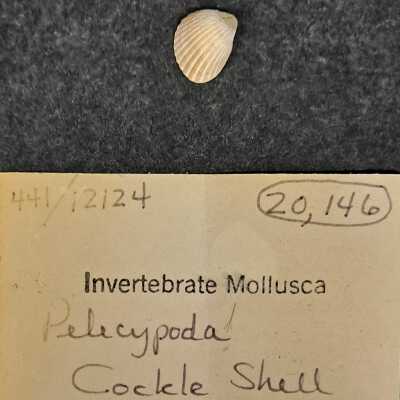 441/12124 20,146
Invertebrate Mollusca
Pelecypoda
Cockle Shell